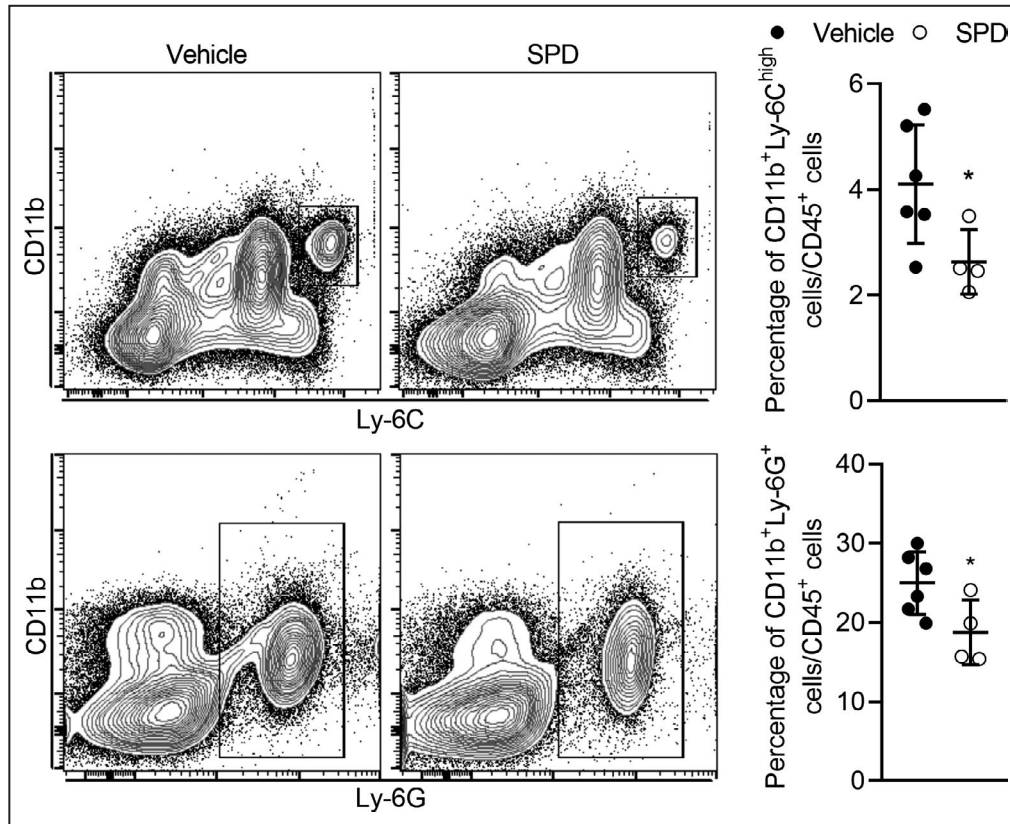 Vehicle
SPD
● Vehicle ○ SPD
CD11b
Ly-6C
Percentage of CD11b⁺Ly-6Cʰⁱᵍʰ
cells/CD45⁺ cells
6
4
2
0
*
CD11b
Ly-6G
Percentage of CD11b⁺Ly-6G⁺
cells/CD45⁺ cells
40
30
20
10
0
*